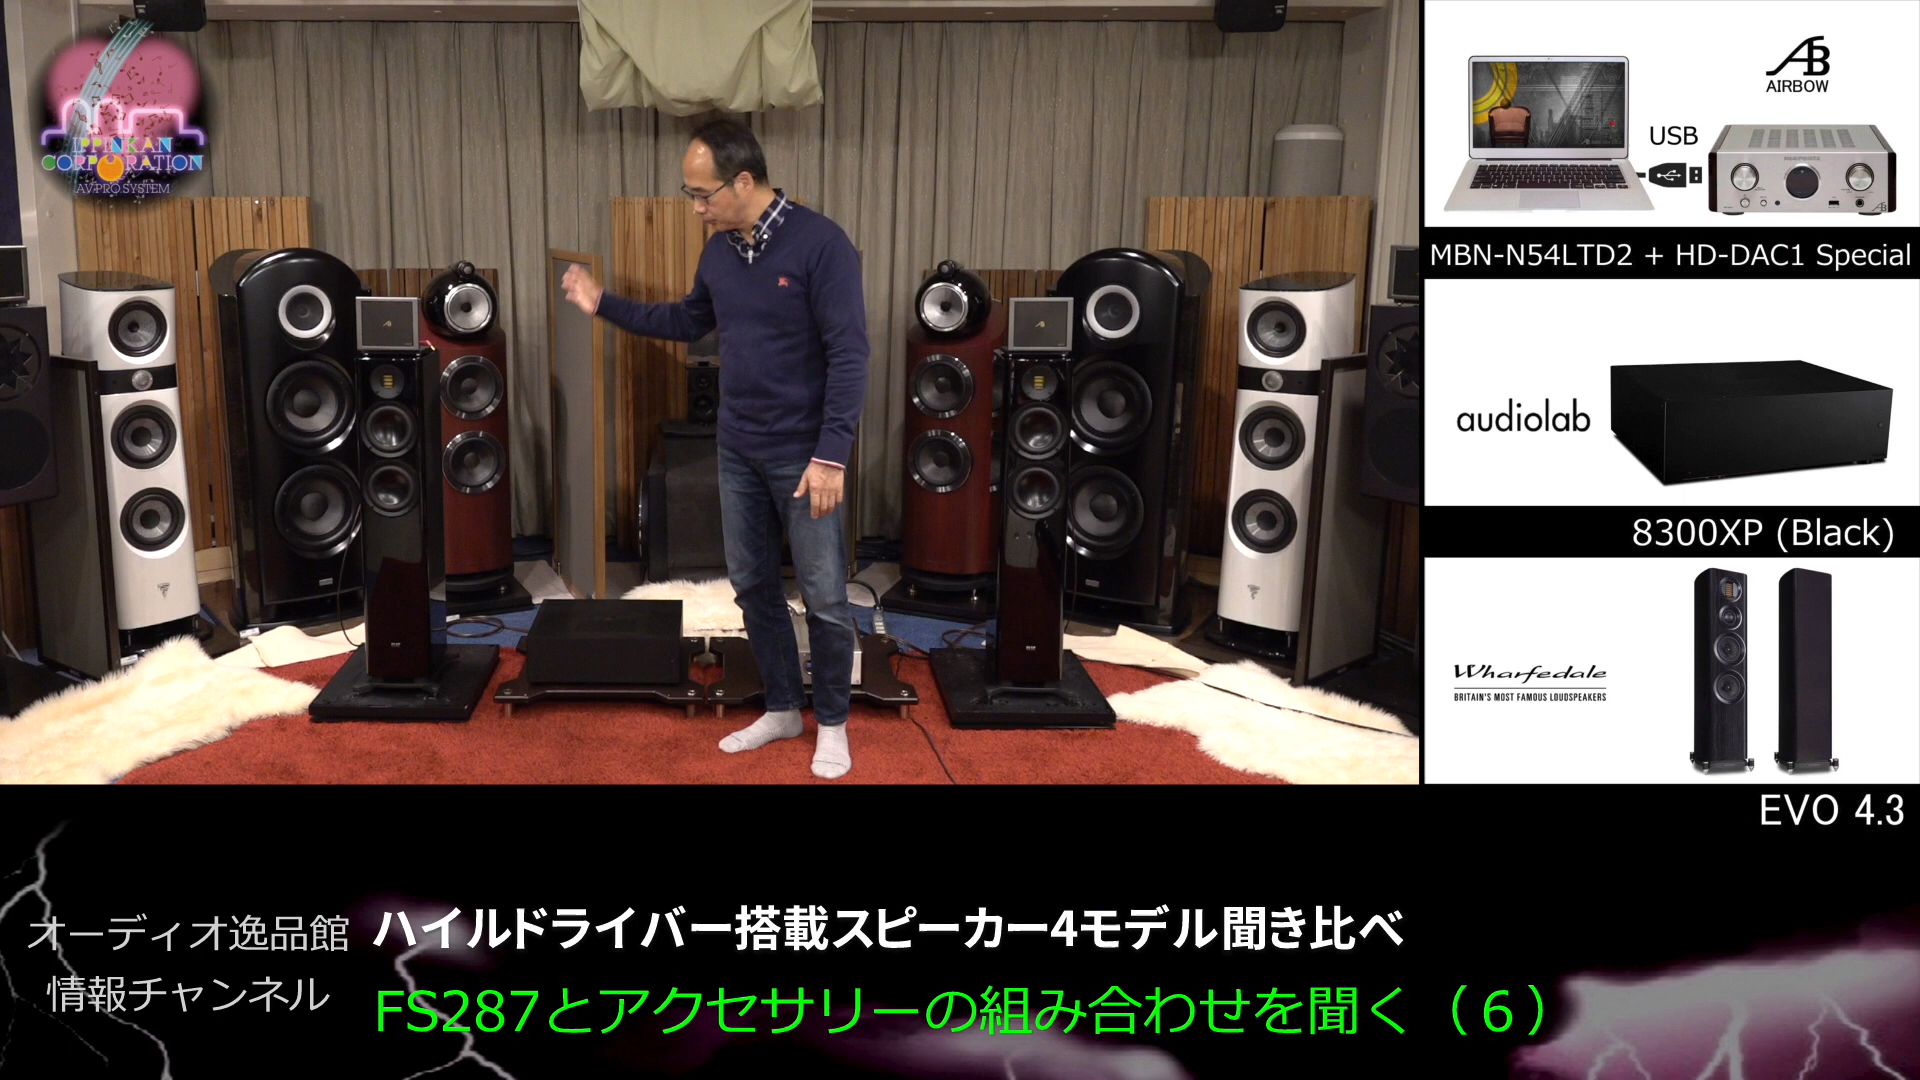 IPPINKAN
CORPORATION
AV-PRO SYSTEM
AIRBOW
USB
MBN-N54LTD2 + HD-DAC1 Special
audiolab
8300XP (Black)
Wharfedale
BRITAIN'S MOST FAMOUS LOUDSPEAKERS
EVO 4.3
オーディオ逸品館
情報チャンネル
ハイルドライバー搭載スピーカー4モデル聞き比べ
FS287とアクセサリーの組み合わせを聞く（６）